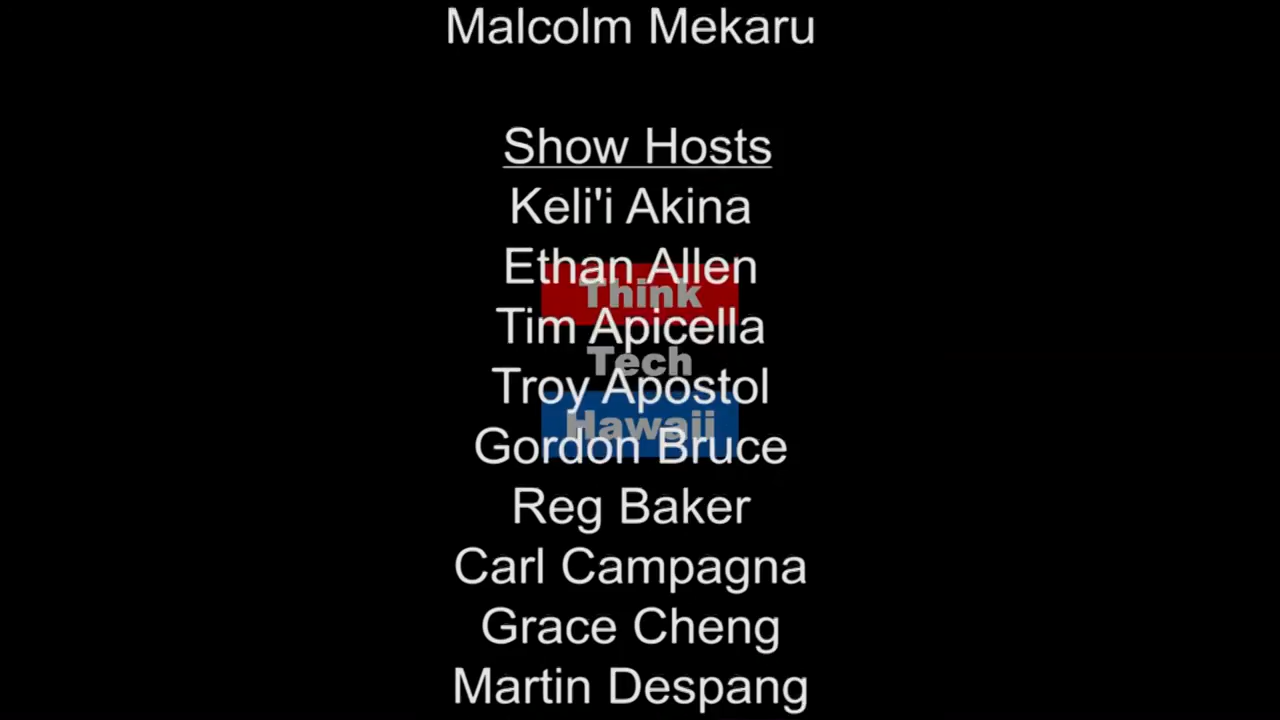 Malcolm Mekaru
Show Hosts
Keli'i Akina
Ethan Allen
Think
Tim Apicella
Tech
Troy Apostol
Hawaii
Gordon Bruce
Reg Baker
Carl Campagna
Grace Cheng
Martin Despang